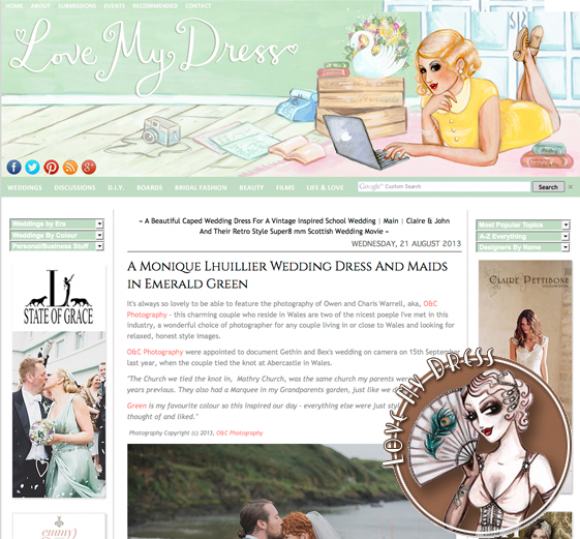 HOME ABOUT SUBMISSIONS EVENTS RECOMMENDED CONTACT
Love My Dress
WEDDINGS DISCUSSIONS D.I.Y. BOARDS BRIDAL FASHION BEAUTY FILMS LIFE & LOVE Google™ Custom Search Search ×
Weddings by Era
Weddings By Colour
Personal/Business Stuff
L
STATE OF GRACE
« A Beautiful Caped Wedding Dress For A Vintage Inspired School Wedding | Main | Claire & John
And Their Retro Style Super8 mm Scottish Wedding Movie »
WEDNESDAY, 21 AUGUST 2013
A Monique Lhuillier Wedding Dress And Maids
in Emerald Green
It's always so lovely to be able to feature the photography of Owen and Charis Warrell, aka, O&C
Photography - this charming couple who reside in Wales are two of the nicest poeple I've met in this
industry, a wonderful choice of photographer for any couple living in or close to Wales and looking for
relaxed, honest style images.
O&C Photography were appointed to document Gethin and Bex's wedding on camera on 15th September
last year, when the couple tied the knot at Abercastle in Wales.
"The Church we tied the knot in, Mathry Church, was the same church my parents were
years previous. They also had a Marquee in my Grandparents garden, just like we d
Green is my favourite colour so this inspired our day - everything else were just styl
thought of and liked."
Photography Copyright (c) 2013, O&C Photography
Most Popular Topics
A-Z Everything
Designers By Name
CLAIRE PETTIBONE
LOVE MY DRESS
emmy